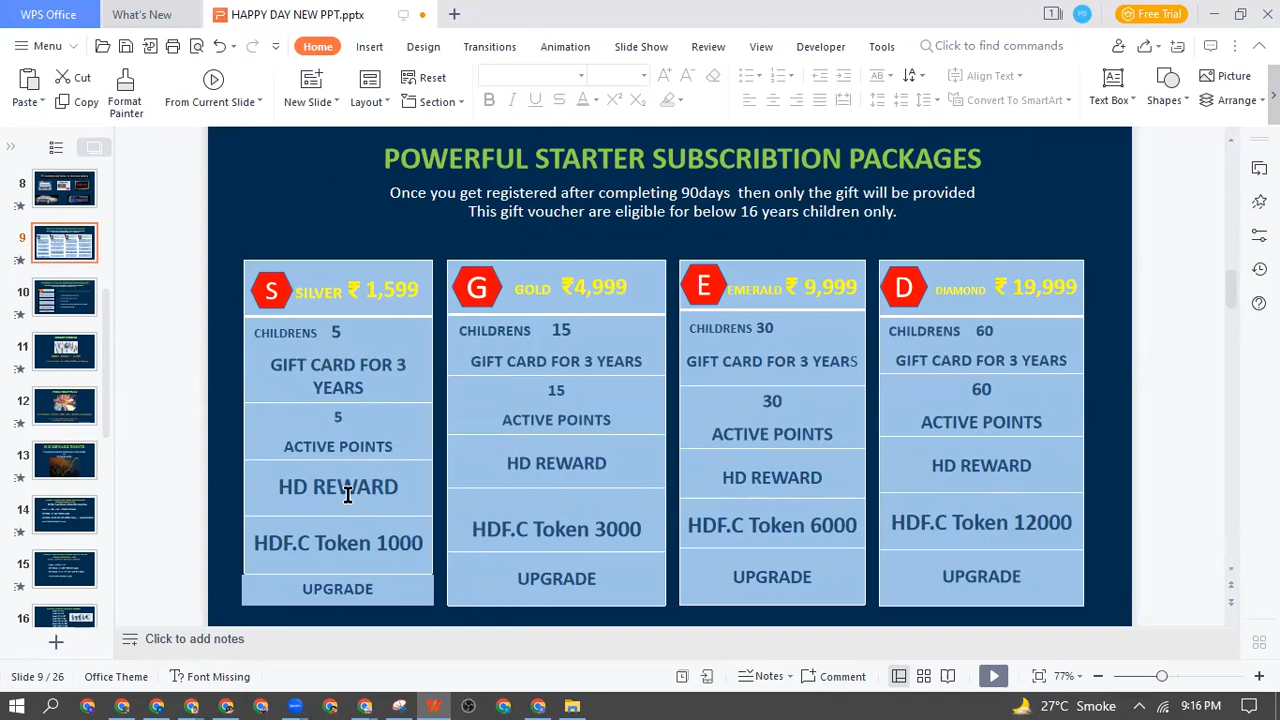 WPS Office
What's New
HAPPY DAY NEW PPT.pptx
1
PS
Free Trial
Menu
Home
Insert
Design
Transitions
Animation
Slide Show
Review
View
Developer
Tools
Click to find commands
Paste
Cut
Copy
Format
Painter
From Current Slide
New Slide
Layout
Reset
Section
Align Text
Convert To SmartArt
Text Box
Shapes
Picture
Arrange
8
9
10
11
12
13
14
15
16
POWERFUL STARTER SUBSCRIBTION PACKAGES
Once you get registered after completing 90days then only the gift will be provided
This gift voucher are eligible for below 16 years children only.
S SILVER ₹ 1,599
CHILDRENS 5
GIFT CARD FOR 3
YEARS
5
ACTIVE POINTS
HD REWARD
HDF.C Token 1000
UPGRADE
G GOLD ₹4,999
CHILDRENS 15
GIFT CARD FOR 3 YEARS
15
ACTIVE POINTS
HD REWARD
HDF.C Token 3000
UPGRADE
E ₹ 9,999
CHILDRENS 30
GIFT CARD FOR 3 YEARS
30
ACTIVE POINTS
HD REWARD
HDF.C Token 6000
UPGRADE
D DIAMOND ₹ 19,999
CHILDRENS 60
GIFT CARD FOR 3 YEARS
60
ACTIVE POINTS
HD REWARD
HDF.C Token 12000
UPGRADE
Click to add notes
Slide 9 / 26
Office Theme
Font Missing
Notes
Comment
77%
27°C Smoke
9:16 PM